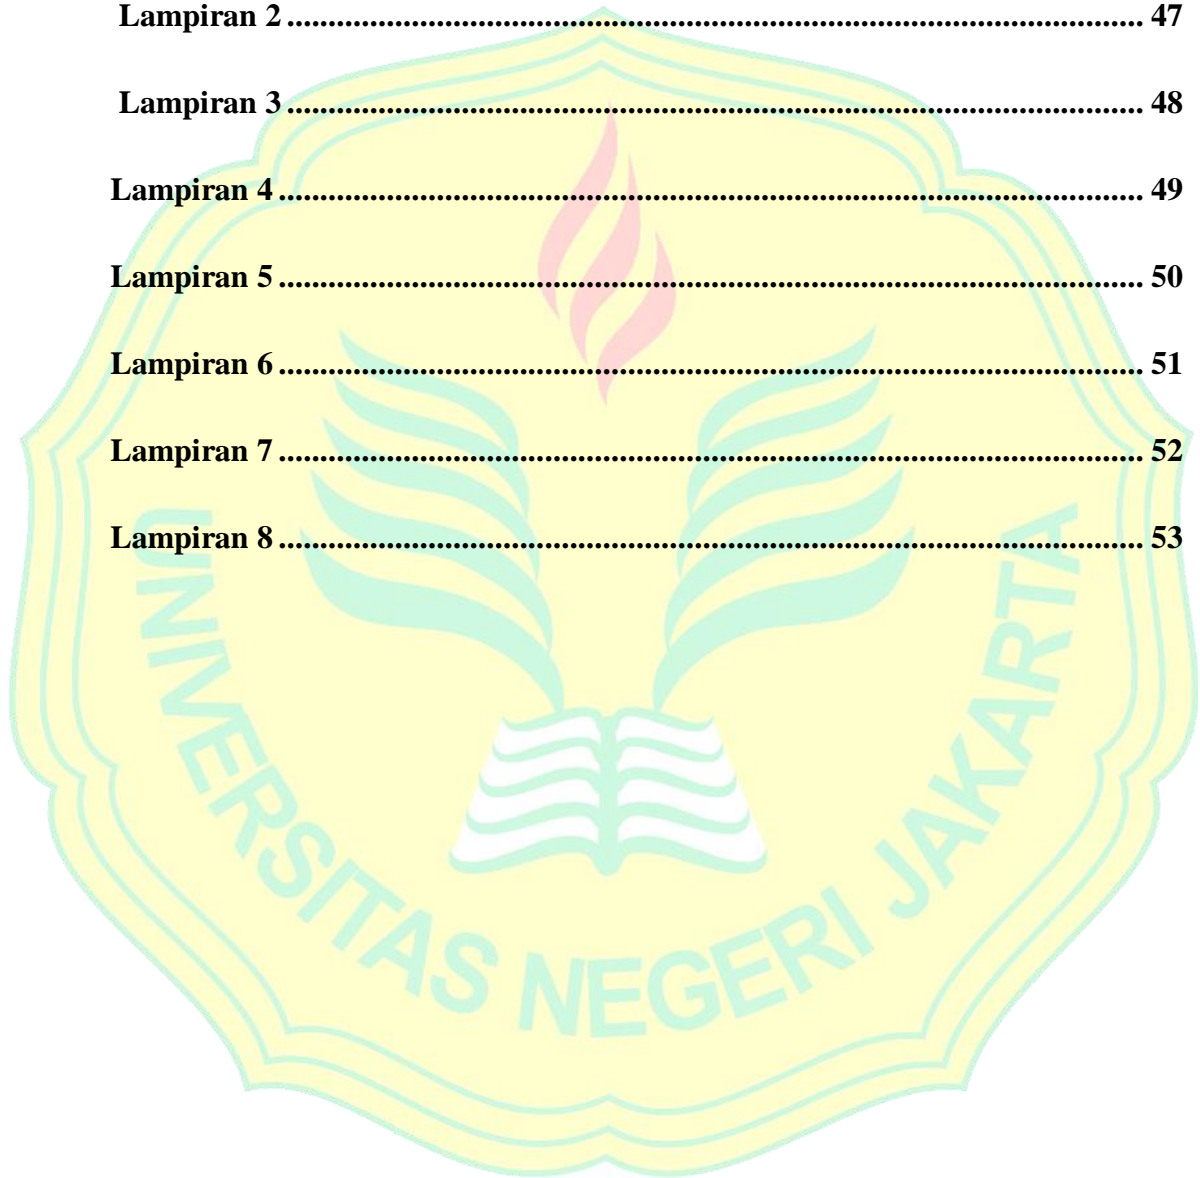 Lampiran 2 ........................................................................................................ 47
Lampiran 3 ........................................................................................................ 48
Lampiran 4 ......................................................................................................... 49
Lampiran 5 ......................................................................................................... 50
Lampiran 6 ......................................................................................................... 51
Lampiran 7 ......................................................................................................... 52
Lampiran 8 ......................................................................................................... 53
UNIVERSITAS NEGERI JAKARTA